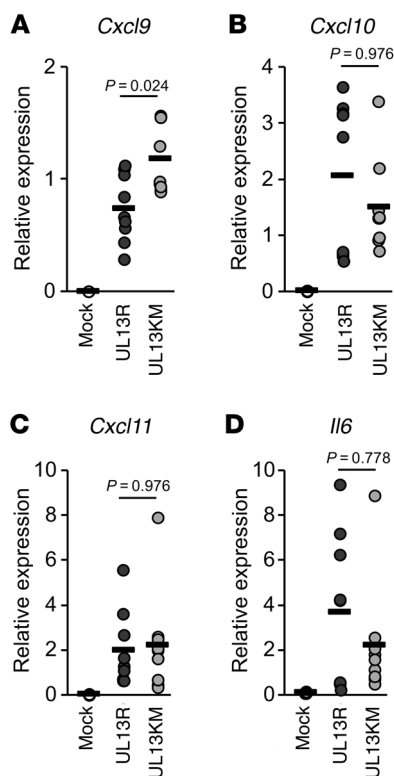 A
Cxcl9
P = 0.024
Relative expression
2
1
0
Mock
UL13R
UL13KM
B
Cxcl10
P = 0.976
Relative expression
4
3
2
1
0
Mock
UL13R
UL13KM
C
Cxcl11
P = 0.976
Relative expression
10
8
6
4
2
0
Mock
UL13R
UL13KM
D
Il6
P = 0.778
Relative expression
10
8
6
4
2
0
Mock
UL13R
UL13KM